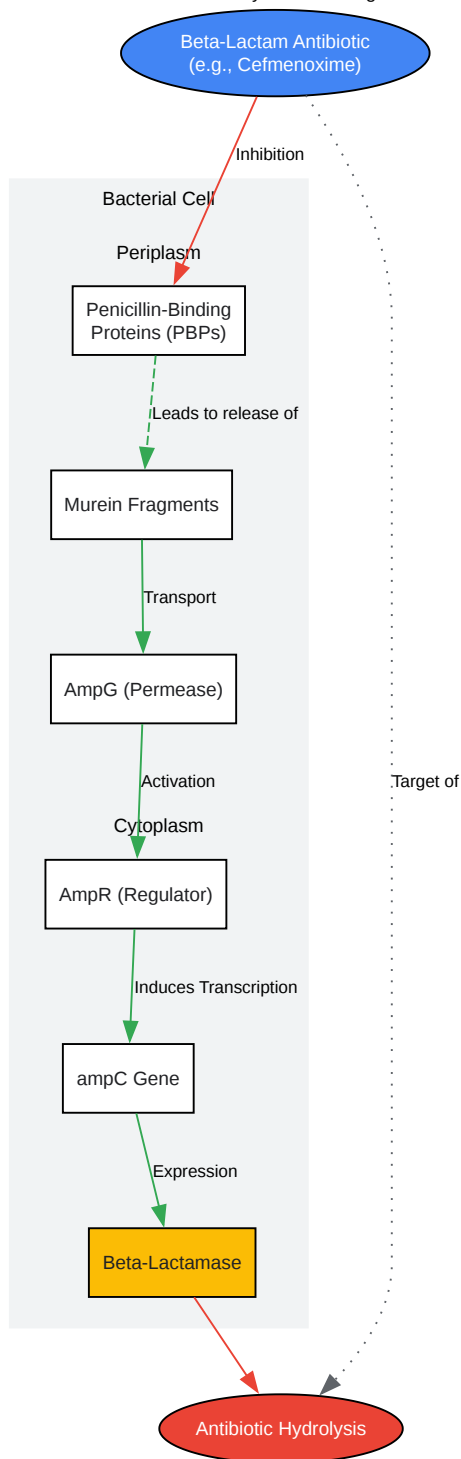 Beta-Lactam Antibiotic
(e.g., Cefmenoxime)
Inhibition
Bacterial Cell
Periplasm
Penicillin-Binding
Proteins (PBPs)
Leads to release of
Murein Fragments
Transport
AmpG (Permease)
Activation
Target of
Cytoplasm
AmpR (Regulator)
Induces Transcription
ampC Gene
Expression
Beta-Lactamase
Antibiotic Hydrolysis